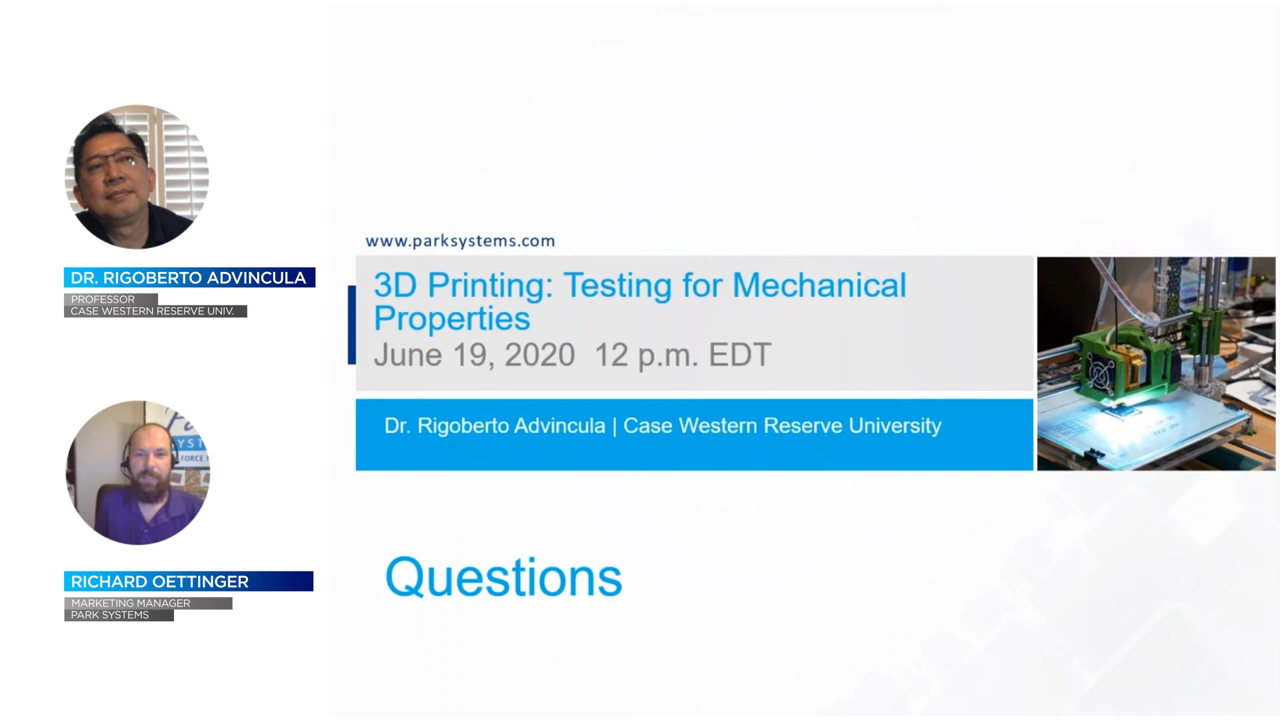 DR. RIGOBERTO ADVINCULA
PROFESSOR
CASE WESTERN RESERVE UNIV.
FORCE
RICHARD OETTINGER
MARKETING MANAGER
PARK SYSTEMS
www.parksystems.com
3D Printing: Testing for Mechanical
Properties
June 19, 2020 12 p.m. EDT
Dr. Rigoberto Advincula | Case Western Reserve University
Questions